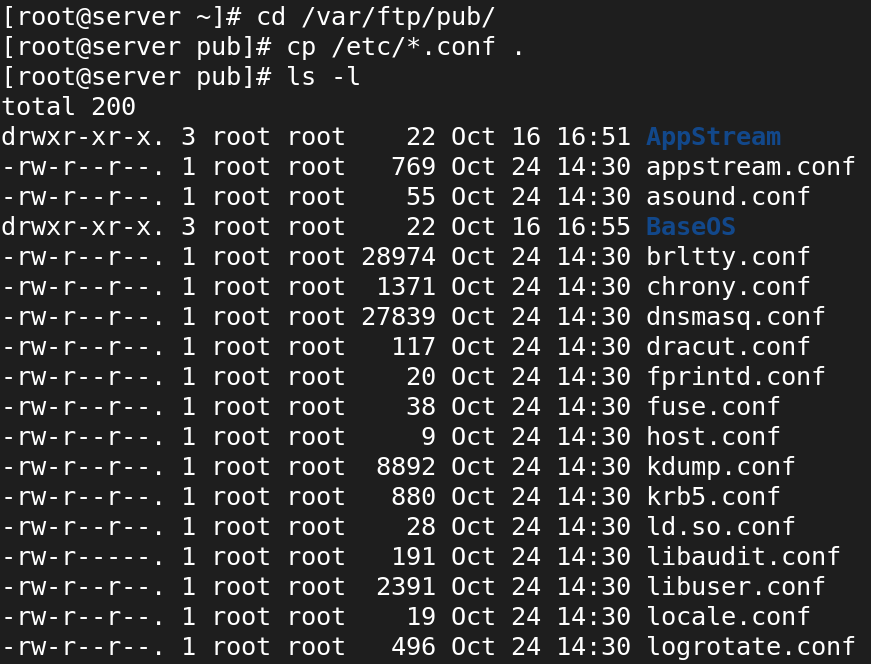 [root@server ~]# cd /var/ftp/pub/
[root@server pub]# cp /etc/*.conf .
[root@server pub]# ls -l
total 200
drwxr-xr-x. 3 root root    22 Oct 16 16:51 AppStream
-rw-r--r--. 1 root root   769 Oct 24 14:30 appstream.conf
-rw-r--r--. 1 root root    55 Oct 24 14:30 asound.conf
drwxr-xr-x. 3 root root    22 Oct 16 16:55 BaseOS
-rw-r--r--. 1 root root 28974 Oct 24 14:30 brltty.conf
-rw-r--r--. 1 root root  1371 Oct 24 14:30 chrony.conf
-rw-r--r--. 1 root root 27839 Oct 24 14:30 dnsmasq.conf
-rw-r--r--. 1 root root   117 Oct 24 14:30 dracut.conf
-rw-r--r--. 1 root root    20 Oct 24 14:30 fprintd.conf
-rw-r--r--. 1 root root    38 Oct 24 14:30 fuse.conf
-rw-r--r--. 1 root root     9 Oct 24 14:30 host.conf
-rw-r--r--. 1 root root  8892 Oct 24 14:30 kdump.conf
-rw-r--r--. 1 root root   880 Oct 24 14:30 krb5.conf
-rw-r--r--. 1 root root    28 Oct 24 14:30 ld.so.conf
-rw-r-----. 1 root root   191 Oct 24 14:30 libaudit.conf
-rw-r--r--. 1 root root  2391 Oct 24 14:30 libuser.conf
-rw-r--r--. 1 root root    19 Oct 24 14:30 locale.conf
-rw-r--r--. 1 root root   496 Oct 24 14:30 logrotate.conf